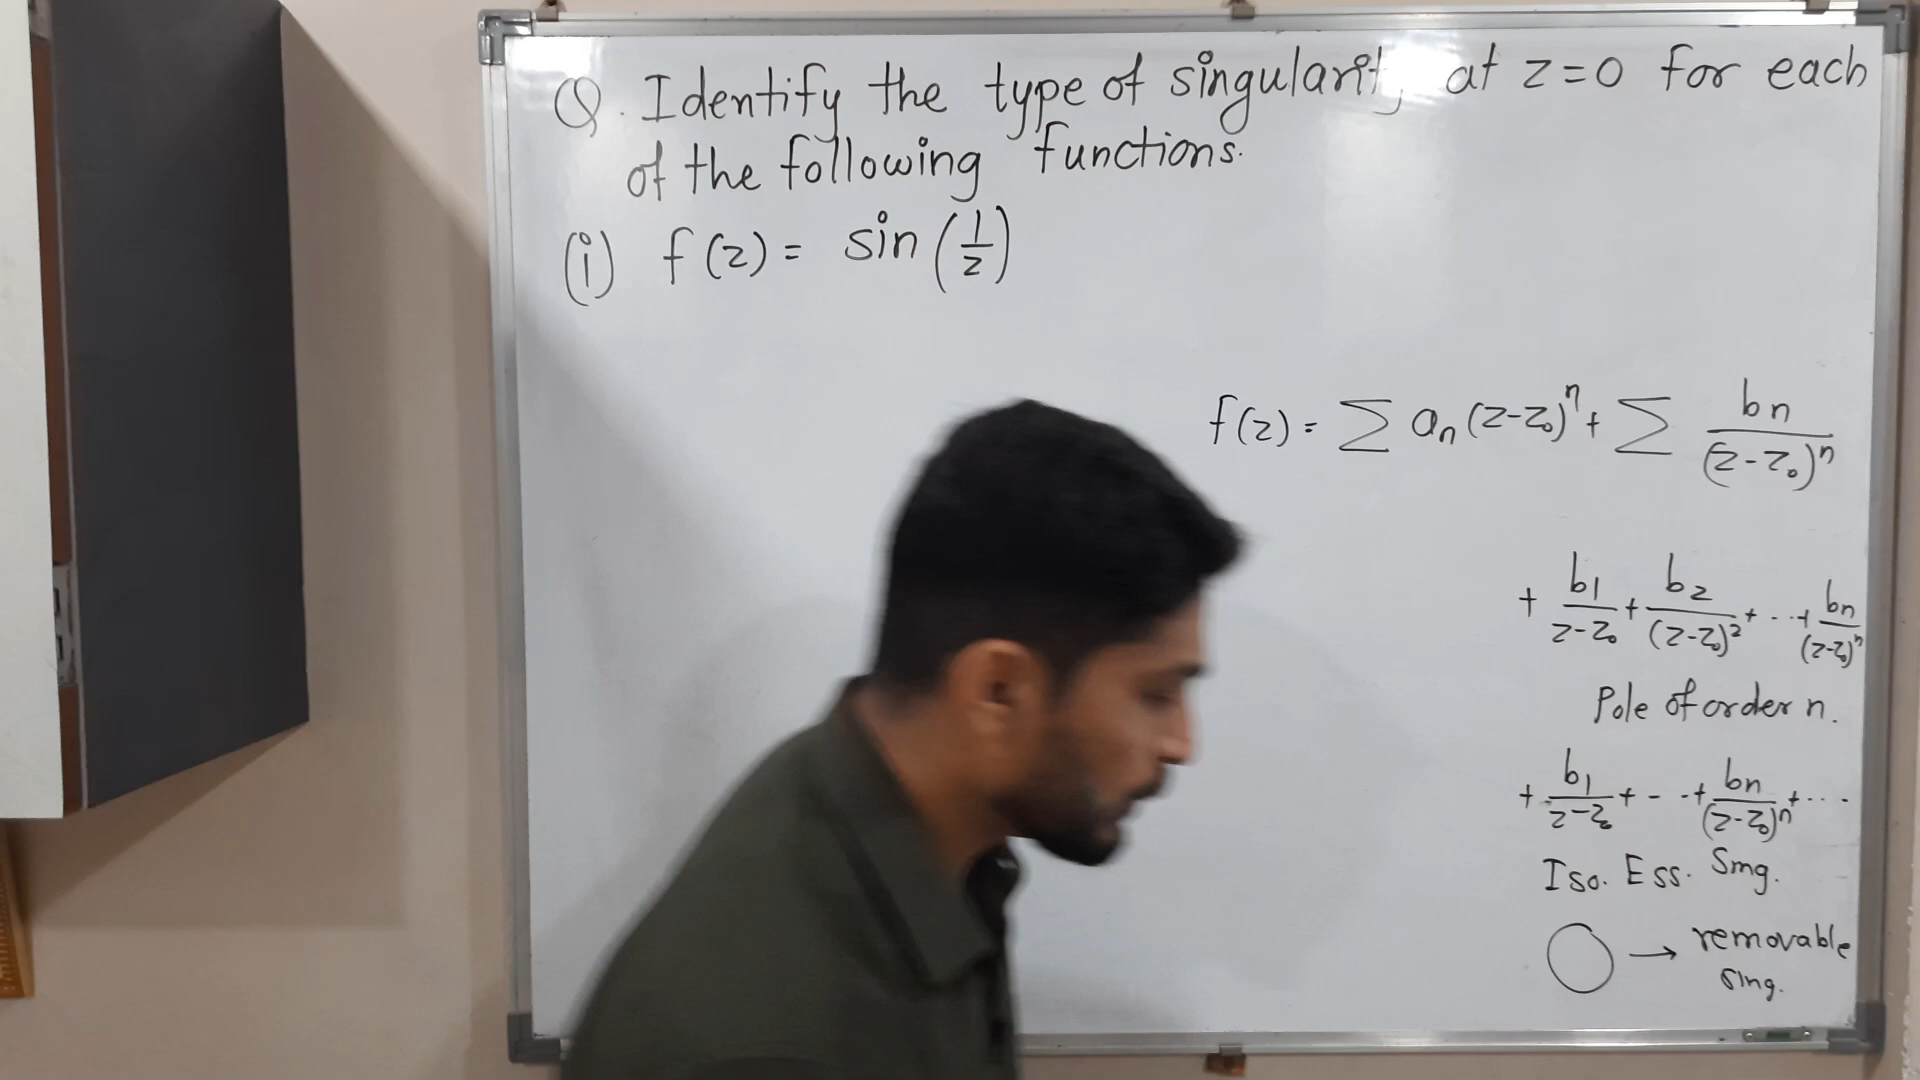 Q. Identify the type of singularity at z=0 for each
of the following functions.
(i) f(z) = sin(1/z)
f(z) = ∑ aₙ(z-z₀)ⁿ + ∑ bn/(z-z₀)ⁿ
+ b₁/(z-z₀) + b₂/(z-z₀)² + ... + bn/(z-z₀)ⁿ
Pole of order n.
+ b₁/(z-z₀) + - - + bn/(z-z₀)ⁿ + ...
Iso. Ess. Sing.
◯ → removable
sing.